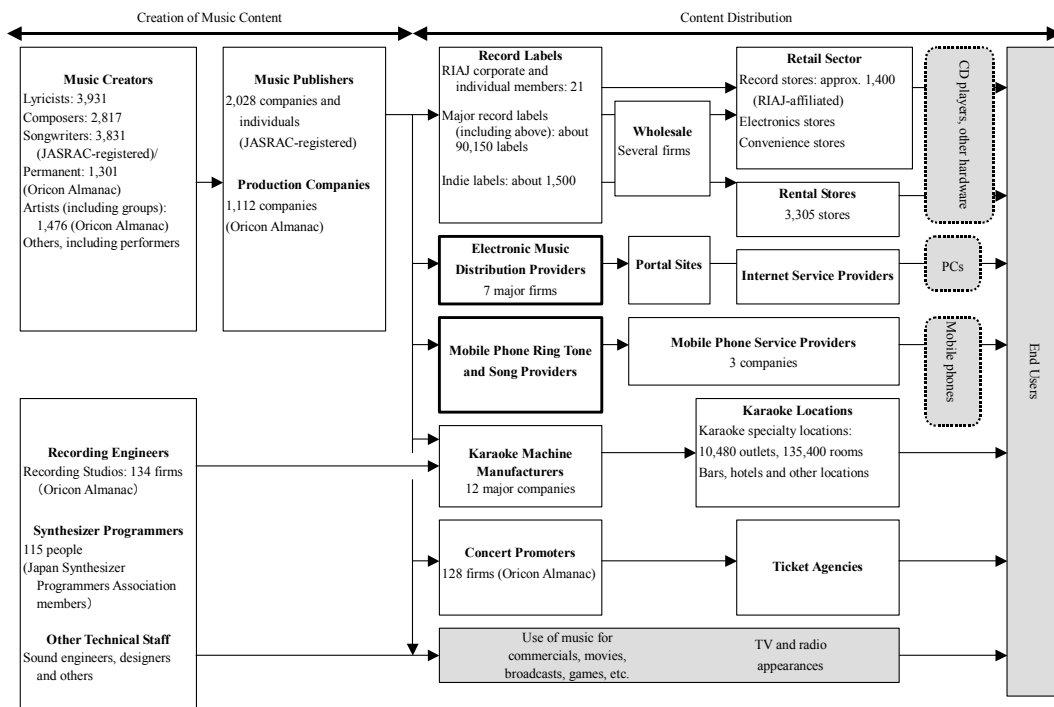 Creation of Music Content
Content Distribution
Music Creators
Lyricists: 3,931
Composers: 2,817
Songwriters: 3,831
(JASRAC-registered)/
Permanent: 1,301
(Oricon Almanac)
Artists (including groups):
1,476 (Oricon Almanac)
Others, including performers
Music Publishers
2,028 companies and
individuals
(JASRAC-registered)
Production Companies
1,112 companies
(Oricon Almanac)
Record Labels
RIAJ corporate and
individual members: 21
Major record labels
(including above): about
90,150 labels
Indie labels: about 1,500
Wholesale
Several firms
Retail Sector
Record stores: approx. 1,400
(RIAJ-affiliated)
Electronics stores
Convenience stores
Rental Stores
3,305 stores
CD players, other hardware
Electronic Music
Distribution Providers
7 major firms
Portal Sites
Internet Service Providers
PCs
Mobile Phone Ring Tone
and Song Providers
Mobile Phone Service Providers
3 companies
Mobile phones
End Users
Recording Engineers
Recording Studios: 134 firms
（Oricon Almanac）
Synthesizer Programmers
115 people
(Japan Synthesizer
Programmers Association
members）
Other Technical Staff
Sound engineers, designers
and others
Karaoke Machine
Manufacturers
12 major companies
Karaoke Locations
Karaoke specialty locations:
10,480 outlets, 135,400 rooms
Bars, hotels and other locations
Concert Promoters
128 firms (Oricon Almanac)
Ticket Agencies
Use of music for
commercials, movies,
broadcasts, games, etc.
TV and radio
appearances